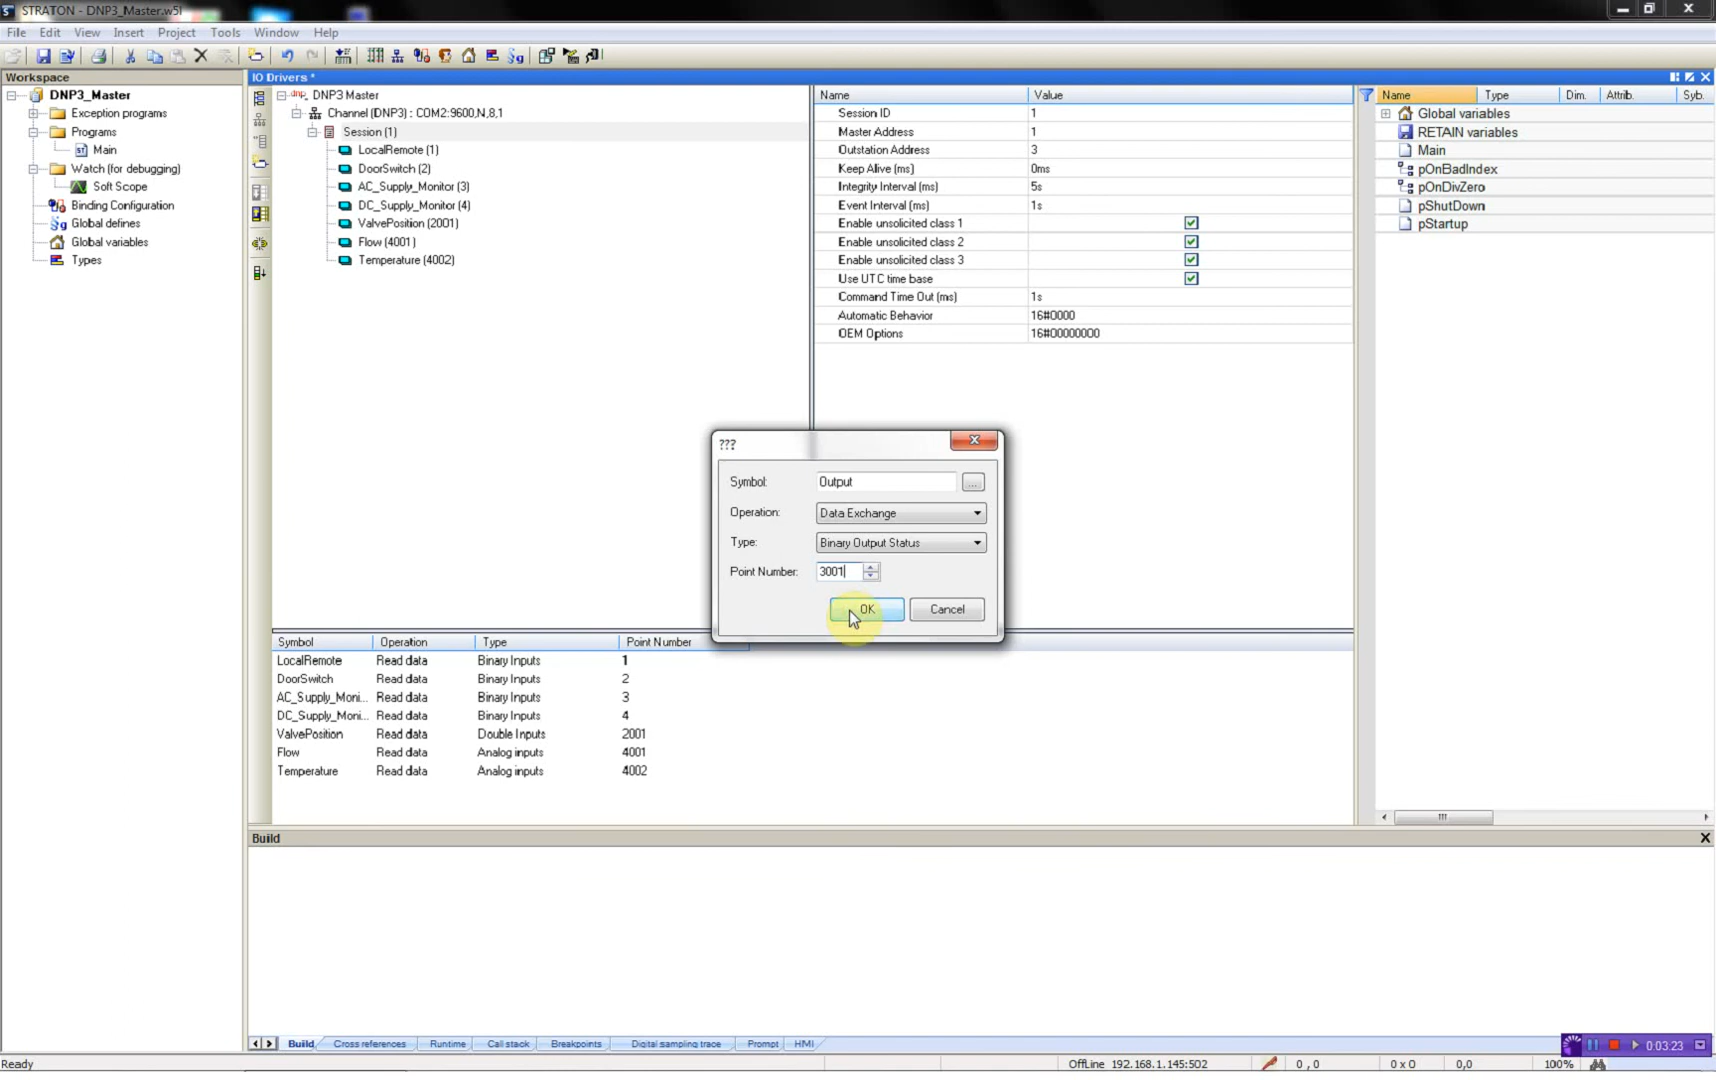 STRATON - DNP3_Master.w5l
File Edit View Insert Project Tools Window Help
Workspace
DNP3_Master
Exception programs
Programs
Main
Watch (for debugging)
Soft Scope
Binding Configuration
Global defines
Global variables
Types
IO Drivers *
DNP3 Master
Channel (DNP3) : COM2:9600,N,8,1
Session (1)
LocalRemote (1)
DoorSwitch (2)
AC_Supply_Monitor (3)
DC_Supply_Monitor (4)
ValvePosition (2001)
Flow (4001)
Temperature (4002)
Name Value
Session ID 1
Master Address 1
Outstation Address 3
Keep Alive (ms) 0ms
Integrity Interval (ms) 5s
Event Interval (ms) 1s
Enable unsolicited class 1
Enable unsolicited class 2
Enable unsolicited class 3
Use UTC time base
Command Time Out (ms) 1s
Automatic Behavior 16#0000
OEM Options 16#00000000
Name Type Dim. Attrib. Syb.
Global variables
RETAIN variables
Main
pOnBadIndex
pOnDivZero
pShutDown
pStartup
???
Symbol: Output ...
Operation: Data Exchange
Type: Binary Output Status
Point Number: 3001
OK Cancel
Symbol Operation Type Point Number
LocalRemote Read data Binary Inputs 1
DoorSwitch Read data Binary Inputs 2
AC_Supply_Moni... Read data Binary Inputs 3
DC_Supply_Moni... Read data Binary Inputs 4
ValvePosition Read data Double Inputs 2001
Flow Read data Analog inputs 4001
Temperature Read data Analog inputs 4002
Build
Build Cross references Runtime Call stack Breakpoints Digital sampling trace Prompt HMI
0:03:23
Ready OffLine 192.168.1.145:502 0 , 0 0 x 0 0,0 100%